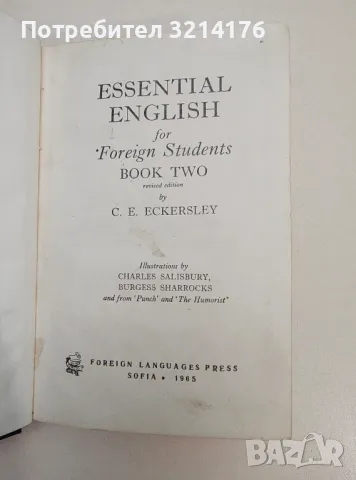 Потребител #3214176
ESSENTIAL
ENGLISH
for
Foreign Students
BOOK TWO
revised edition
by
C. E. ECKERSLEY
Illustrations by
CHARLES SALISBURY,
BURGESS SHARROCKS
and from 'Punch' and 'The Humorist'
FOREIGN LANGUAGES PRESS
SOFIA • 1965
BAZAR